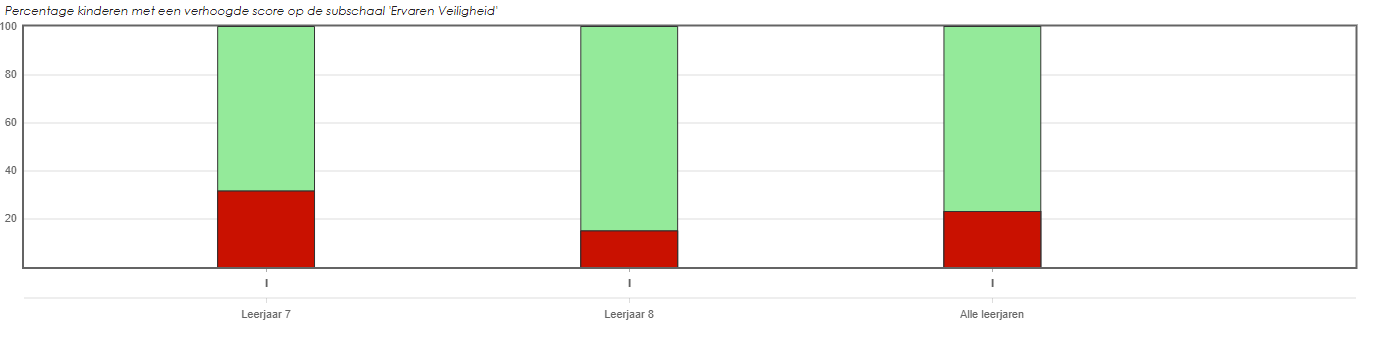 Percentage kinderen met een verhoogde score op de subschaal 'Ervaren Veiligheid'
100
80
60
40
20
I I I
Leerjaar 7 Leerjaar 8 Alle leerjaren